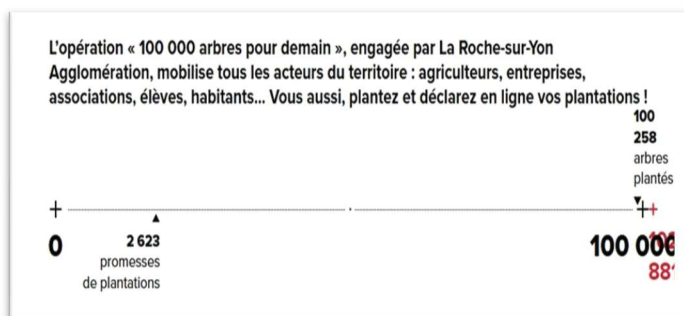 L'opération « 100 000 arbres pour demain », engagée par La Roche-sur-Yon
Agglomération, mobilise tous les acteurs du territoire : agriculteurs, entreprises,
associations, élèves, habitants... Vous aussi, plantez et déclarez en ligne vos plantations !
100
258
arbres
plantés
0
2 623
promesses
de plantations
100 000